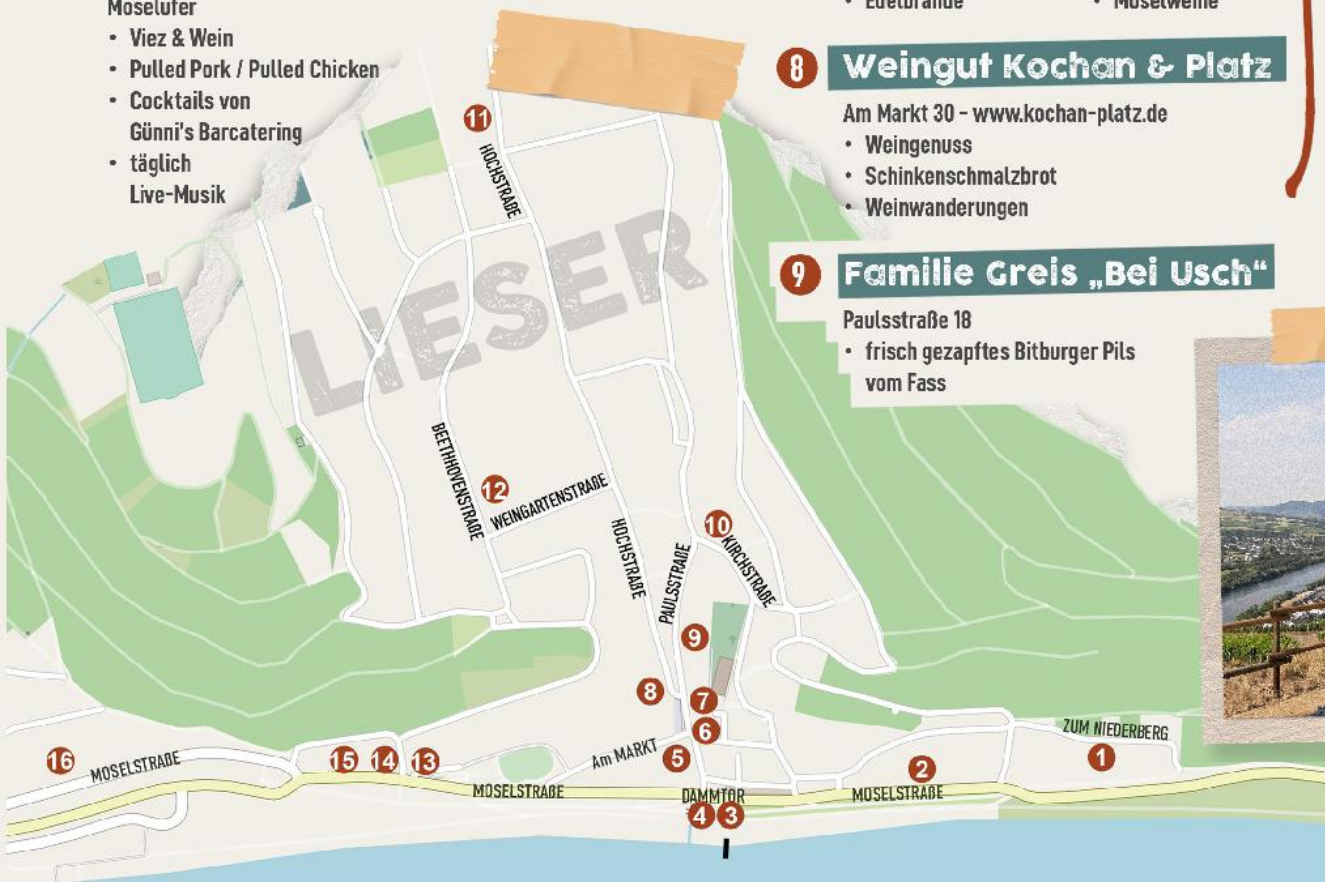 Moselufer
• Viez & Wein
• Pulled Pork / Pulled Chicken
• Cocktails von
Günni's Barcatering
• täglich
Live-Musik
• Edelbrände
• Moselweine
8 Weingut Kochan & Platz
Am Markt 30 - www.kochan-platz.de
• Weingenuss
• Schinkenschmalzbrot
• Weinwanderungen
9 Familie Greis „Bei Usch“
Paulsstraße 18
• frisch gezapftes Bitburger Pils
vom Fass
11
HOCHSTRAßE
LIESER
BEETHHOVENSTRAßE
12
WEINGARTENSTRAßE
HOCHSTRAßE
PAULSSTRAßE
10
KIRCHSTRAßE
9
8
7
6
5
Am MARKT
ZUM NIEDERBERG
1
2
16
MOSELSTRAßE
15
14
13
MOSELSTRAßE
DAMMTOR
4
3
MOSELSTRAßE